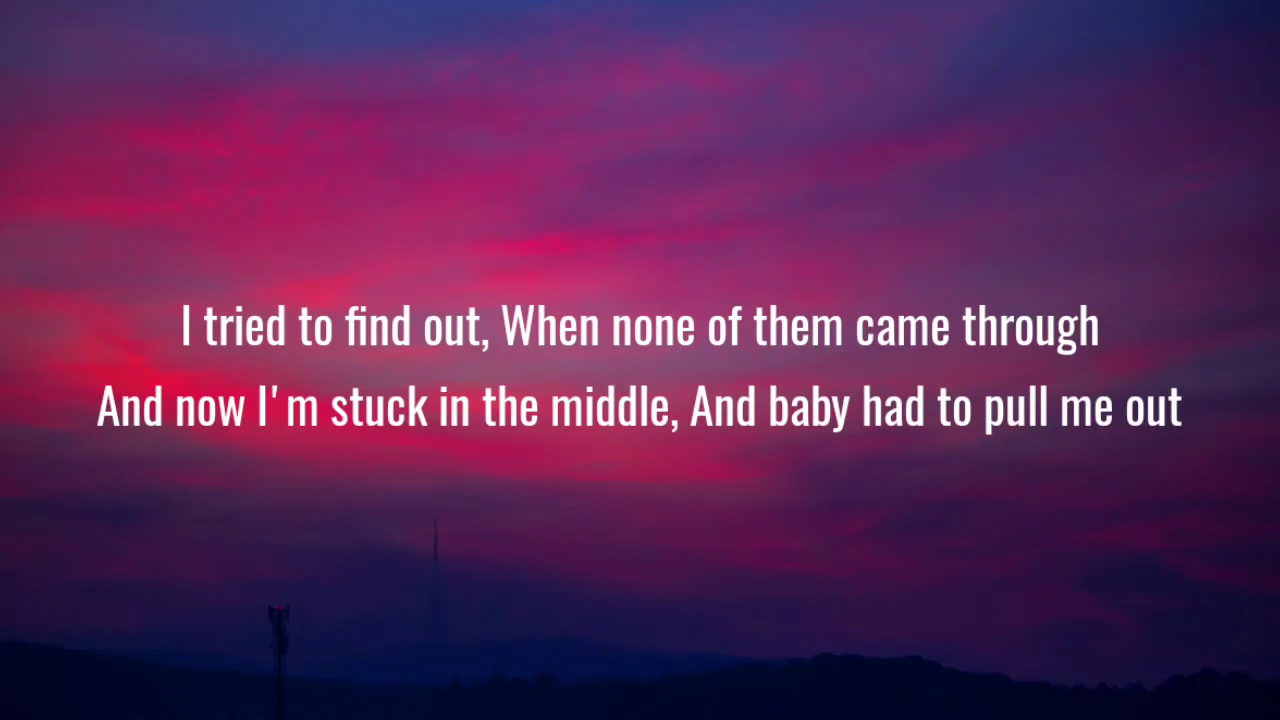 I tried to find out, When none of them came through
And now I'm stuck in the middle, And baby had to pull me out